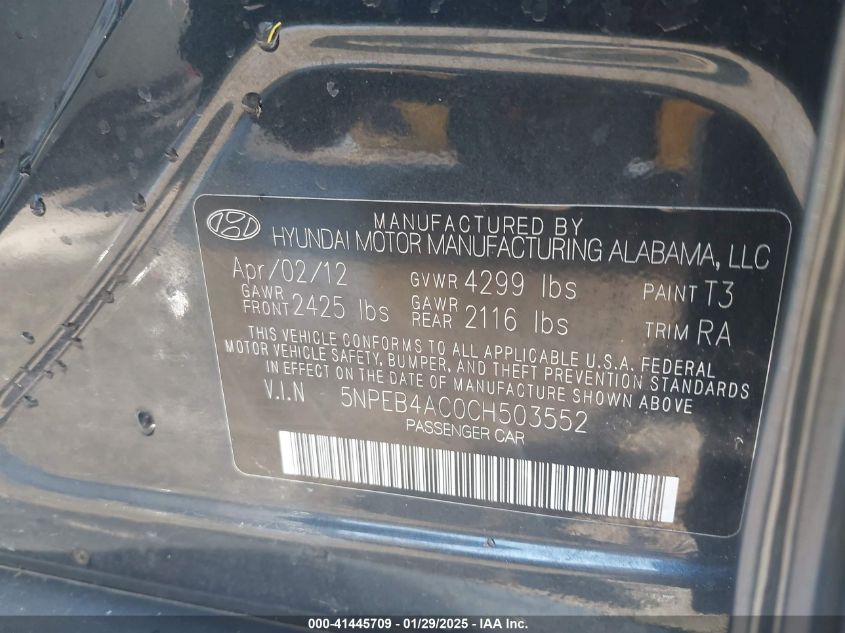 MANUFACTURED BY
HYUNDAI MOTOR MANUFACTURING ALABAMA, LLC
Apr/02/12 GVWR 4299 lbs PAINT T3
GAWR FRONT 2425 lbs GAWR REAR 2116 lbs TRIM RA
THIS VEHICLE CONFORMS TO ALL APPLICABLE U.S.A. FEDERAL
MOTOR VEHICLE SAFETY, BUMPER, AND THEFT PREVENTION STANDARDS
IN EFFECT ON THE DATE OF MANUFACTURE SHOWN ABOVE
V.I.N 5NPEB4AC0CH503552
PASSENGER CAR
000-41445709 - 01/29/2025 - IAA Inc.